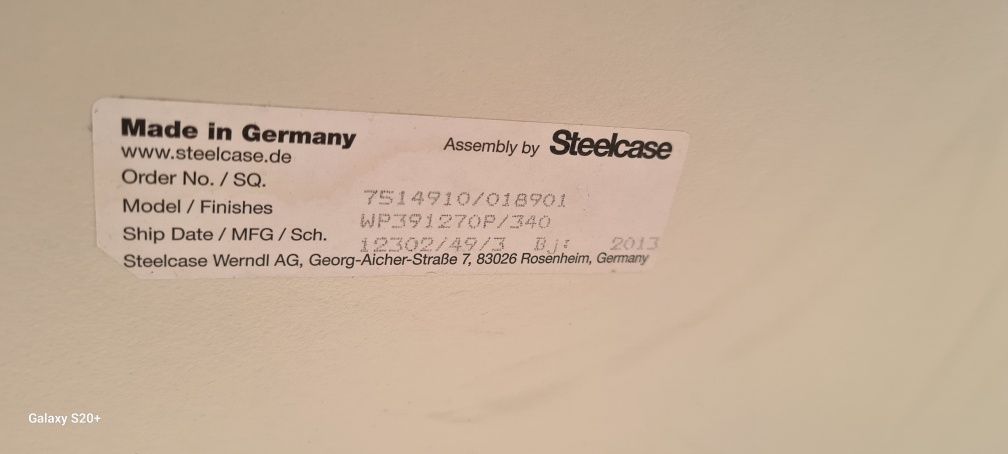 Made in Germany
Assembly by Steelcase
www.steelcase.de
Order No. / SQ. 7514910/018901
Model / Finishes WP391270P/340
Ship Date / MFG / Sch. 12302/49/3 Bj: 2013
Steelcase Werndl AG, Georg-Aicher-Straße 7, 83026 Rosenheim, Germany
Galaxy S20+